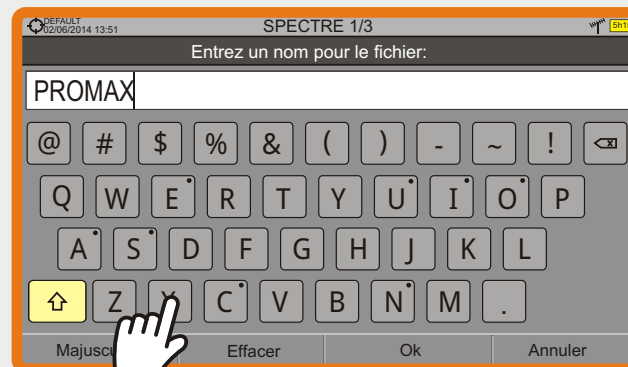 DEFAULT
02/06/2014 13:51
SPECTRE 1/3
Entrez un nom pour le fichier:
PROMAX
@ # $ % & ( ) - ~ !
Q W E R T Y U I O P
A S D F G H J K L
Z X C V B N M .
Effacer Ok Annuler